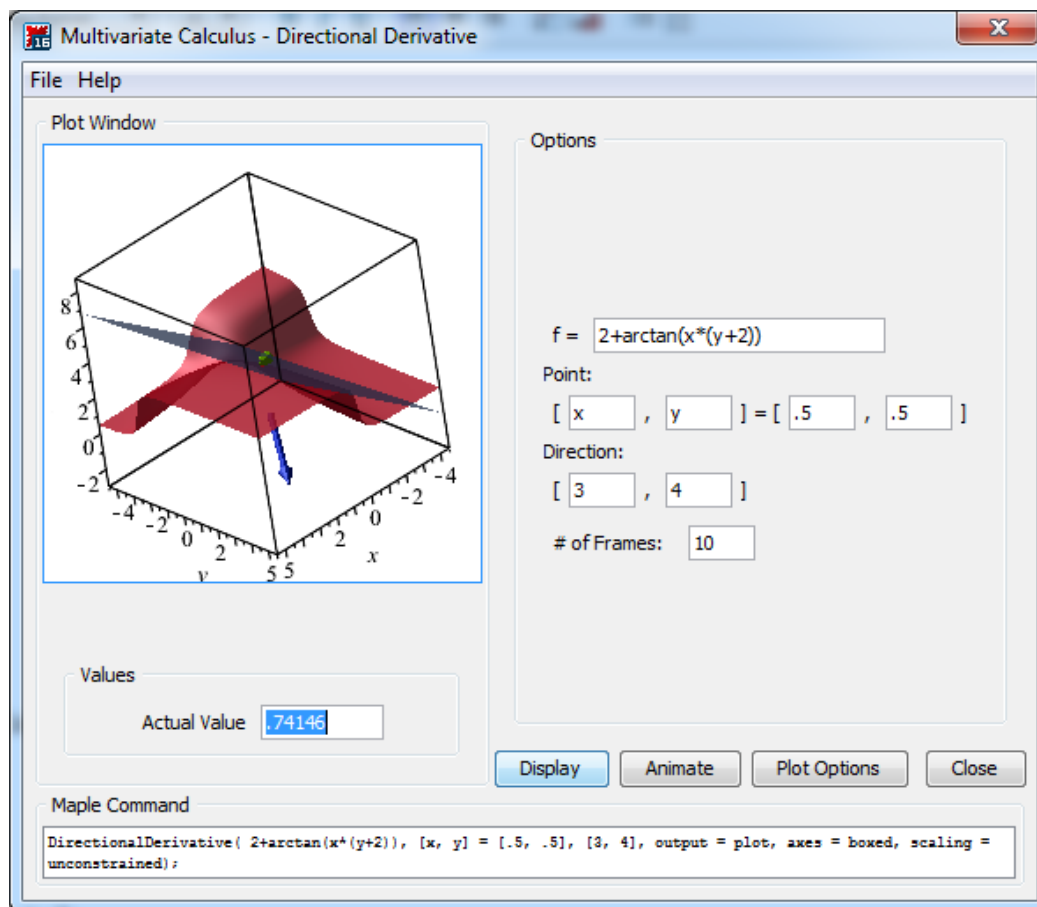 16 Multivariate Calculus - Directional Derivative
x
File Help
Plot Window
8
6
4
2
0
-2
-4
-2
0
2
y
5 5
2
x
0
-2
-4
Values
Actual Value .74146
Options
f = 2+arctan(x*(y+2))
Point:
[ x , y ] = [ .5 , .5 ]
Direction:
[ 3 , 4 ]
# of Frames: 10
Display Animate Plot Options Close
Maple Command
DirectionalDerivative( 2+arctan(x*(y+2)), [x, y] = [.5, .5], [3, 4], output = plot, axes = boxed, scaling =
unconstrained);